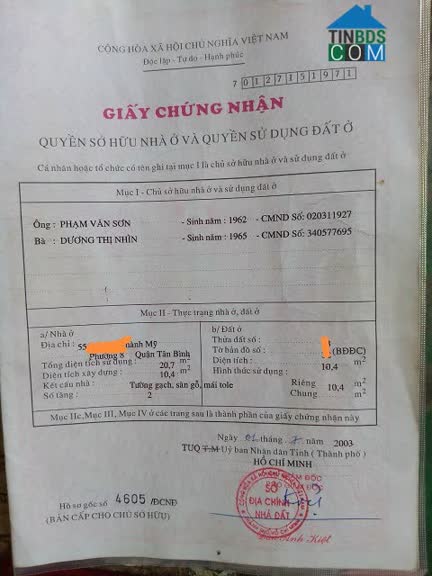 TINBDS
COM
CỘNG HÒA XÃ HỘI CHỦ NGHĨA VIỆT NAM
Độc lập - Tự do - Hạnh phúc
7 0 1 2 7 1 5 1 9 7 1
GIẤY CHỨNG NHẬN
QUYỀN SỞ HỮU NHÀ Ở VÀ QUYỀN SỬ DỤNG ĐẤT Ở
Cá nhân hoặc tổ chức có tên ghi tại mục I là chủ sở hữu nhà ở và sử dụng đất ở
Mục I - Chủ sở hữu nhà ở và sử dụng đất ở
Ông : PHẠM VĂN SƠN - Sinh năm : 1962 - CMND Số: 020311927
Bà : DƯƠNG THỊ NHÌN - Sinh năm : 1965 - CMND Số: 340577695
Mục II - Thực trạng nhà ở, đất ở
a/ Nhà ở
Địa chỉ : 55 hành Mỹ
Phường 8 Quận Tân Bình
Tổng diện tích sử dụng : 20,7 m2
Diện tích xây dựng : 10,4 m2
Kết cấu nhà : Tường gạch, sàn gỗ, mái tole
Số tầng : 2
b/ Đất ở
Thửa đất số :
Tờ bản đồ số : (BĐĐC)
Diện tích : 10,4 m2
Hình thức sử dụng :
Riêng : 10,4 m2
Chung : m2
Mục IIc, Mục III, Mục IV ở các trang sau là thành phần của giấy chứng nhận này
Ngày 01 tháng 7 năm 2003
TUQ T.M Uỷ ban Nhân dân Tỉnh ( Thành phố )
HỒ CHÍ MINH
Hồ sơ gốc số 4605 /ĐCNĐ
(BẢN CẤP CHO CHỦ SỞ HỮU)
SỞ
ĐỊA CHÍNH
NHÀ ĐẤT